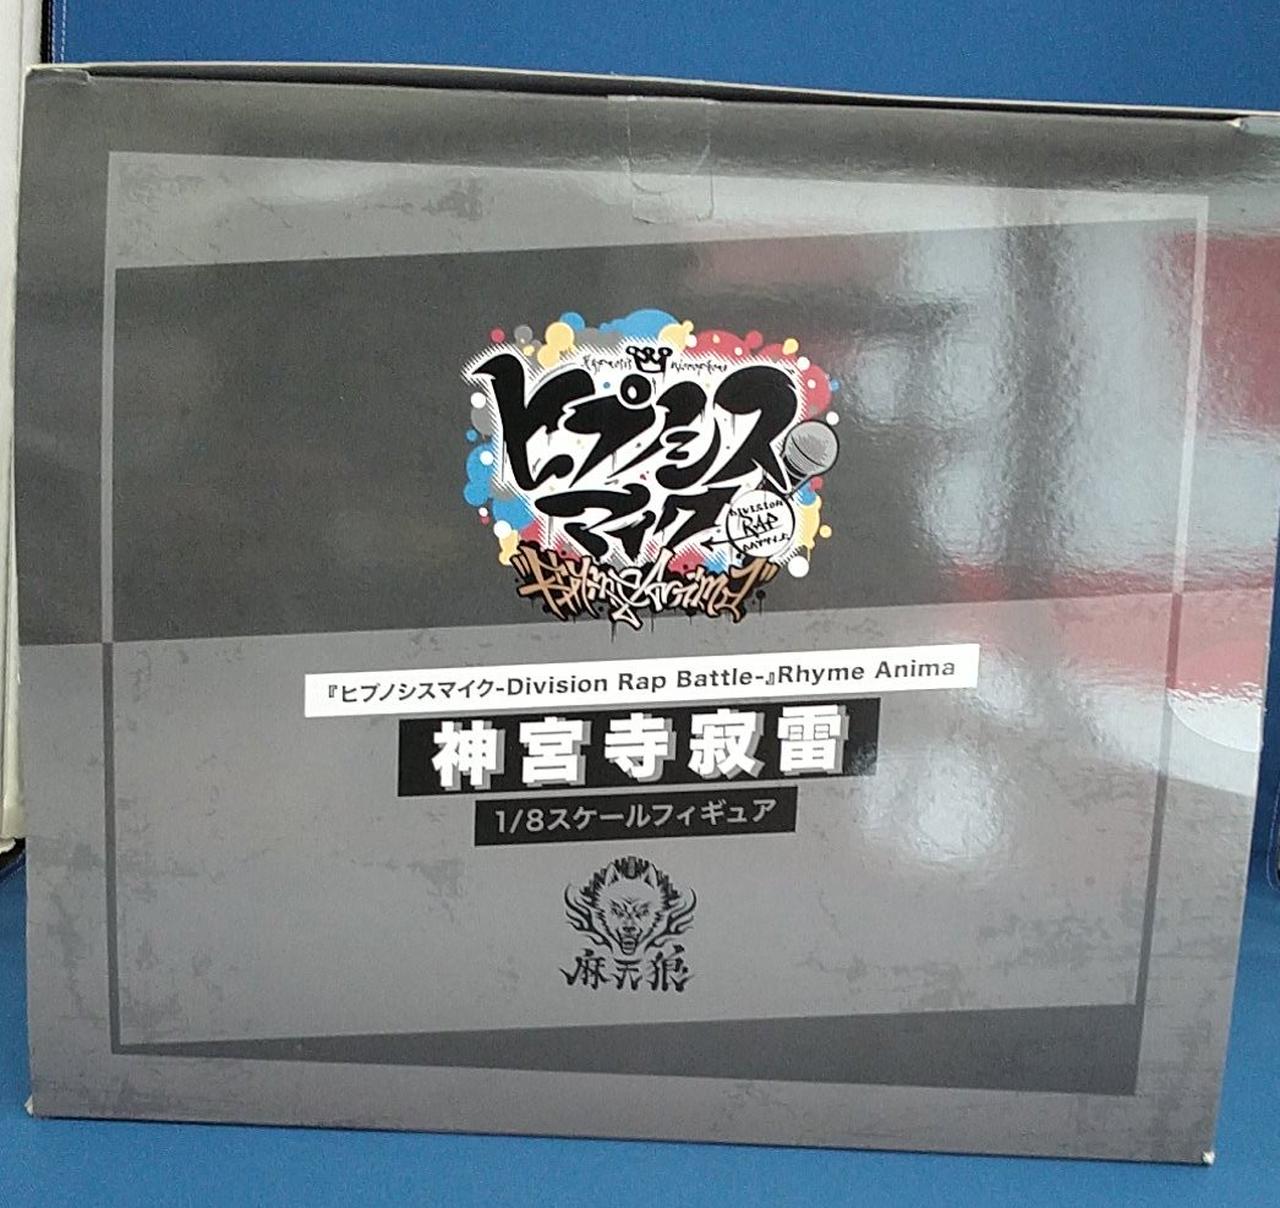 Hypnosis Microphone
ヒプノシス
マイク
DIVISION
RAP
BATTLE
"Rhyme Anima"
『ヒプノシスマイク-Division Rap Battle-』Rhyme Anima
神宮寺寂雷
1/8スケールフィギュア
麻天狼